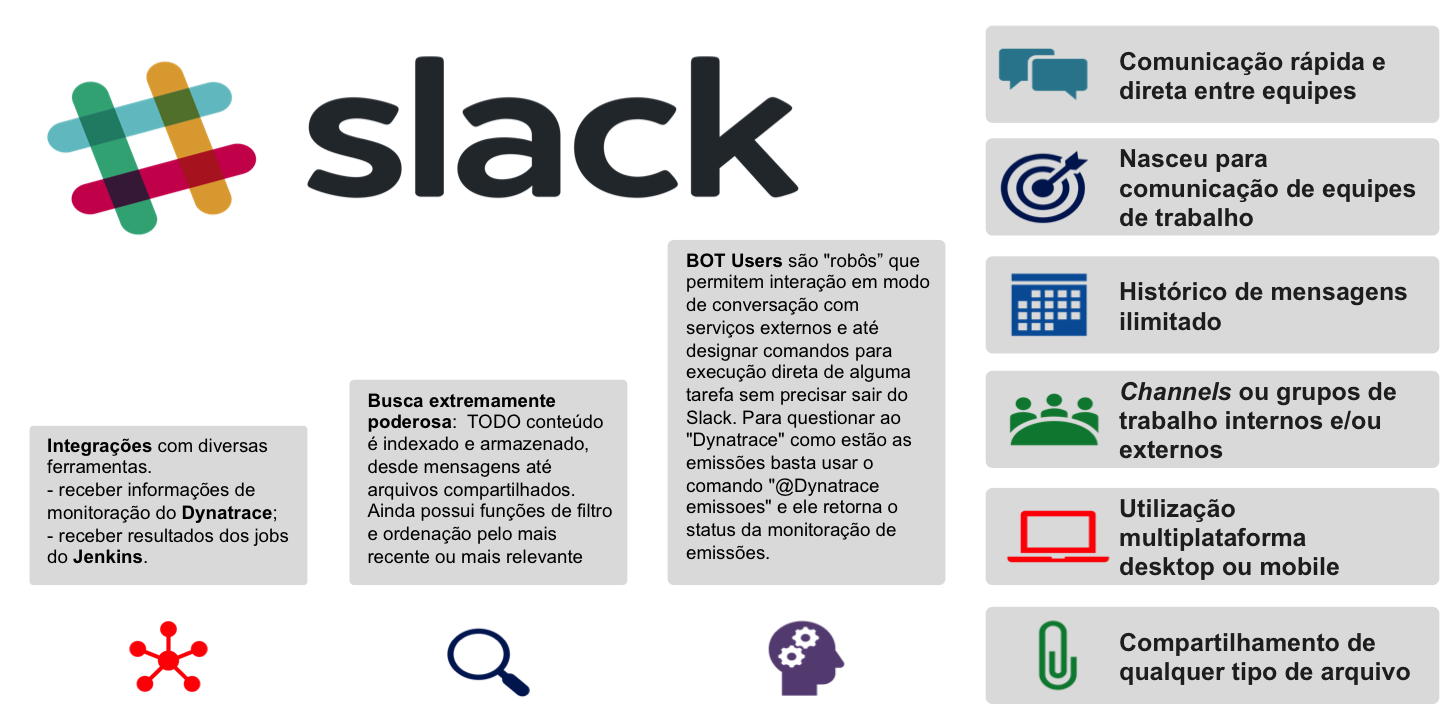 slack
Integrações com diversas
ferramentas.
- receber informações de
monitoração do Dynatrace;
- receber resultados dos jobs
do Jenkins.
Busca extremamente
poderosa:  TODO conteúdo
é indexado e armazenado,
desde mensagens até
arquivos compartilhados.
Ainda possui funções de filtro
e ordenação pelo mais
recente ou mais relevante
BOT Users são "robôs” que
permitem interação em modo
de conversação com
serviços externos e até
designar comandos para
execução direta de alguma
tarefa sem precisar sair do
Slack. Para questionar ao
"Dynatrace" como estão as
emissões basta usar o
comando "@Dynatrace
emissoes" e ele retorna o
status da monitoração de
emissões.
Comunicação rápida e
direta entre equipes
Nasceu para
comunicação de equipes
de trabalho
Histórico de mensagens
ilimitado
Channels ou grupos de
trabalho internos e/ou
externos
Utilização
multiplataforma
desktop ou mobile
Compartilhamento de
qualquer tipo de arquivo